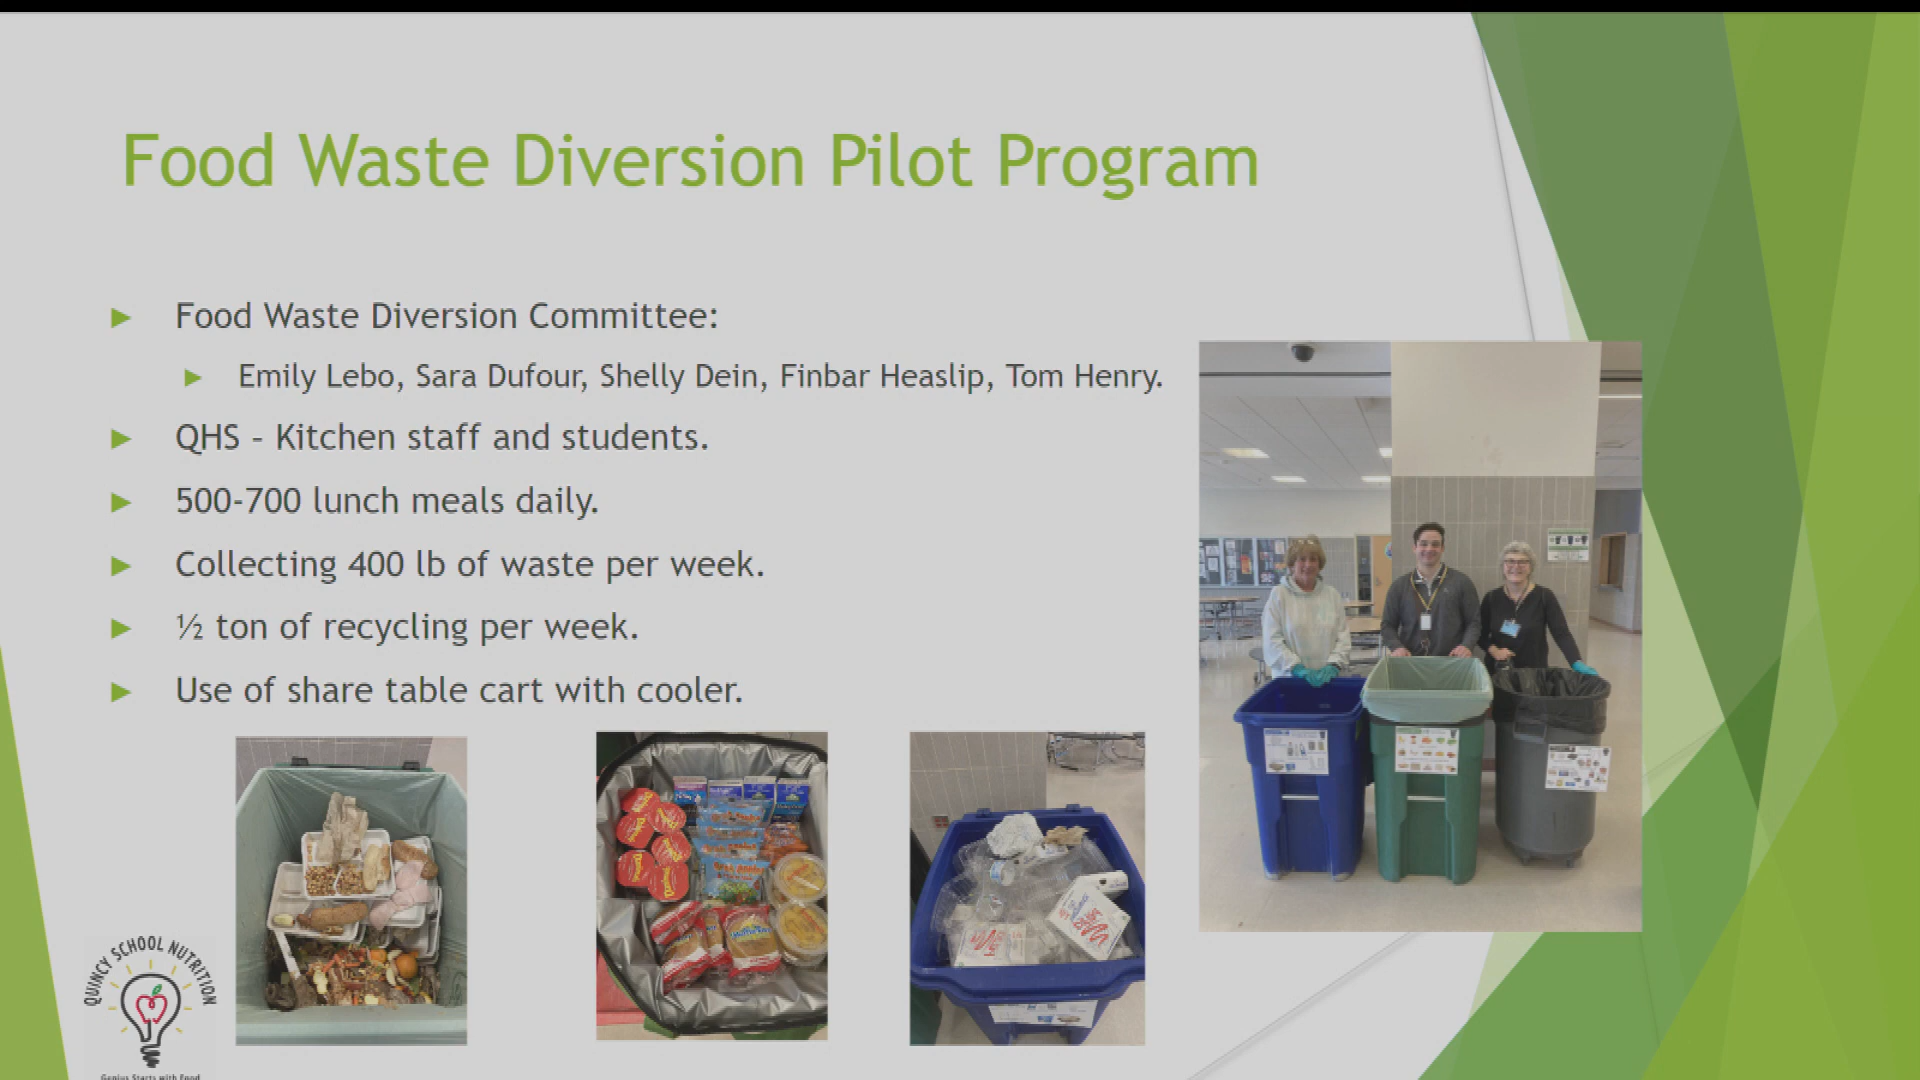 Food Waste Diversion Pilot Program
Food Waste Diversion Committee:
Emily Lebo, Sara Dufour, Shelly Dein, Finbar Heaslip, Tom Henry.
QHS – Kitchen staff and students.
500-700 lunch meals daily.
Collecting 400 lb of waste per week.
½ ton of recycling per week.
Use of share table cart with cooler.
QUINCY SCHOOL NUTRITION
Genius Starts with Food